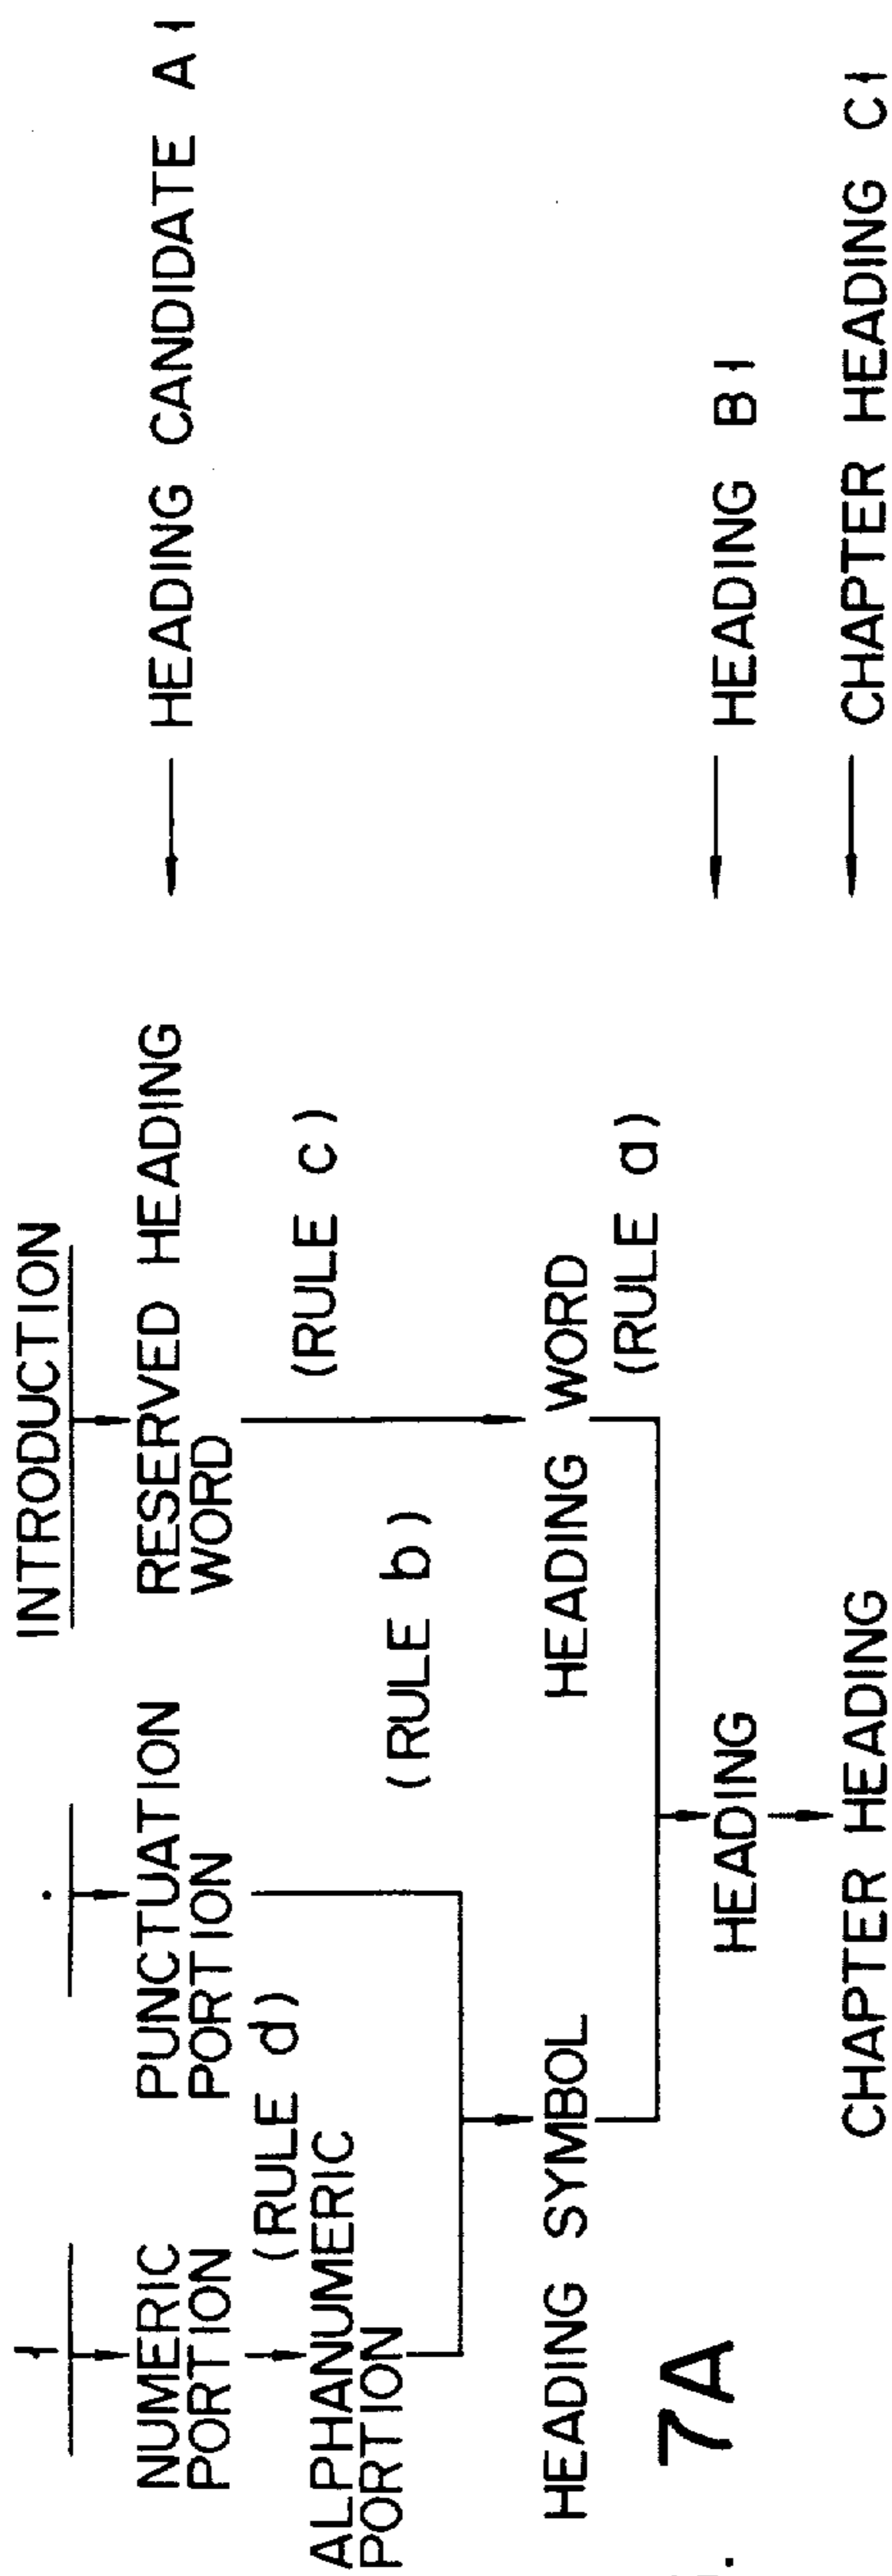 1 . INTRODUCTION
NUMERIC PORTION
PUNCTUATION PORTION
RESERVED HEADING WORD
← HEADING CANDIDATE A1
(RULE d)
ALPHANUMERIC PORTION
(RULE c)
(RULE b)
HEADING SYMBOL
HEADING WORD
(RULE a)
HEADING
← HEADING B1
CHAPTER HEADING
← CHAPTER HEADING C1
. 7A